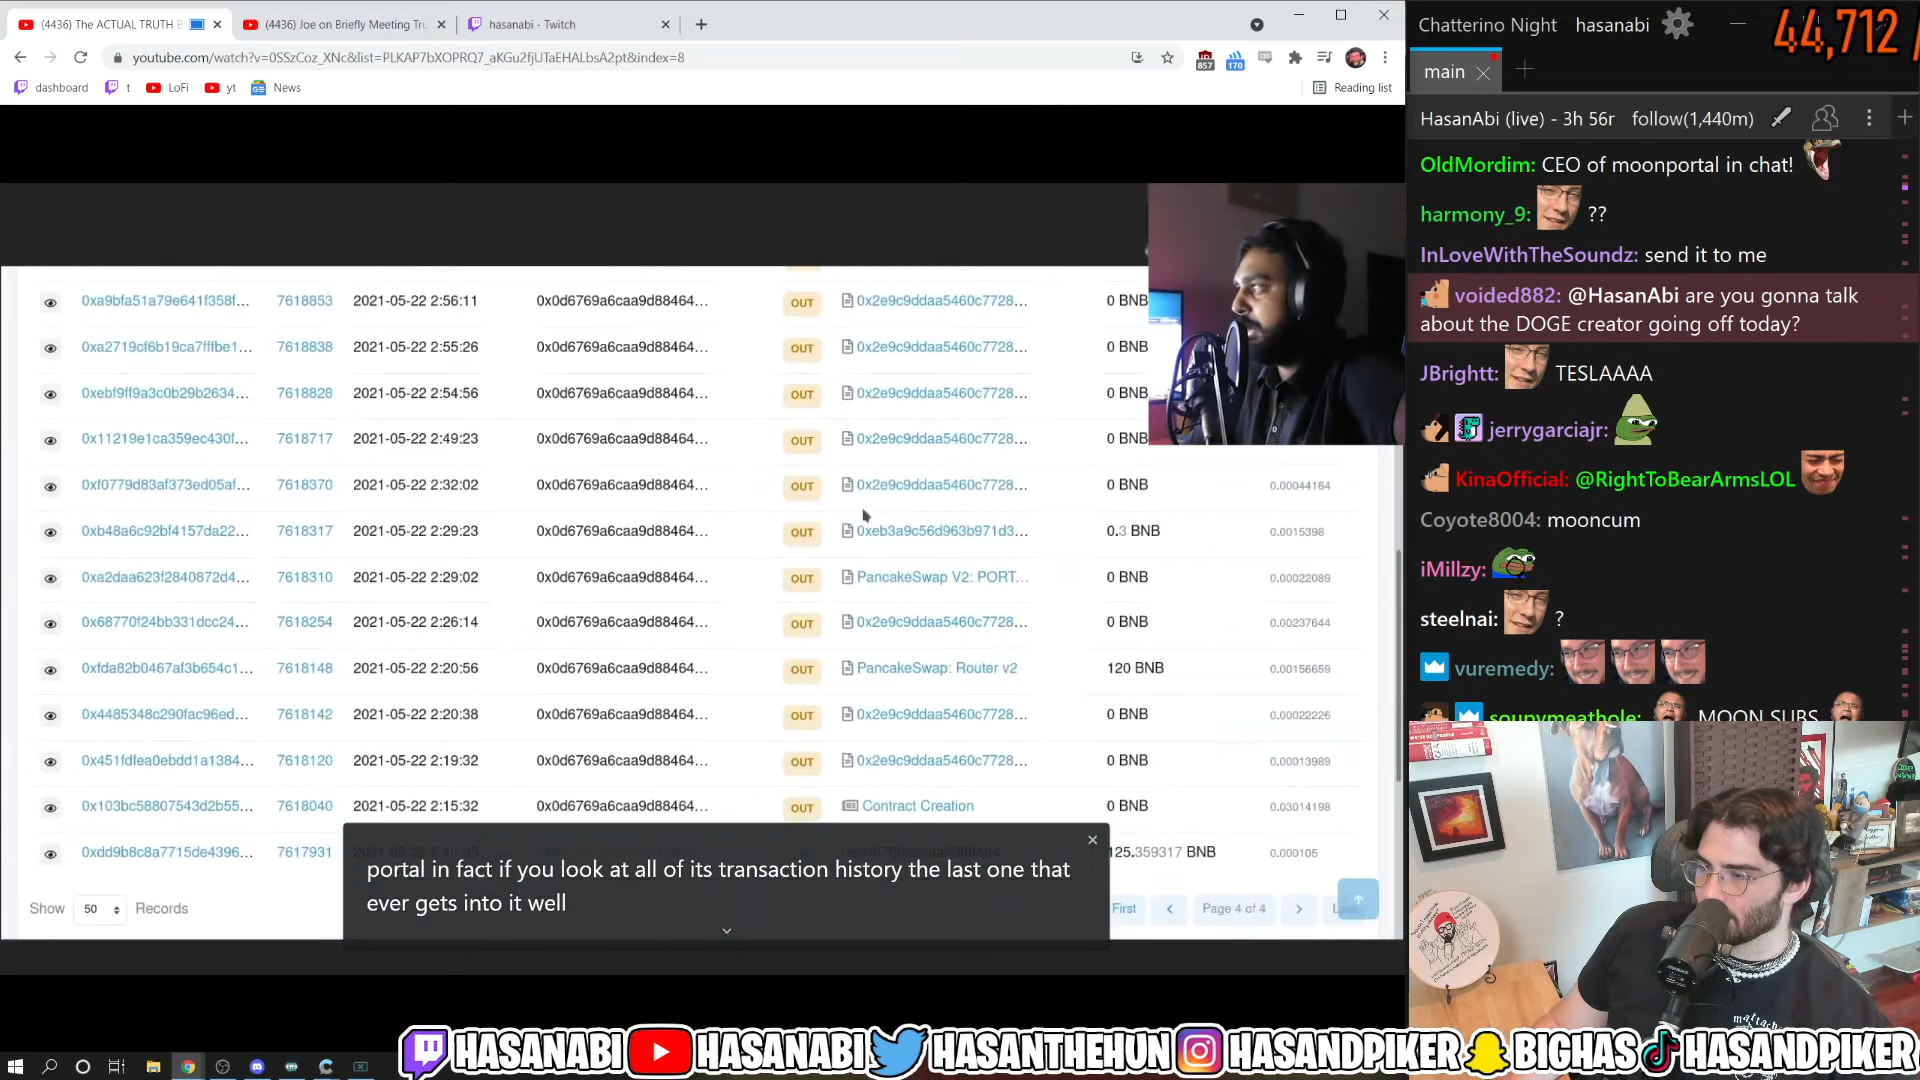 (4436) The ACTUAL TRUTH B
(4436) Joe on Briefly Meeting Tru
hasanabi - Twitch
youtube.com/watch?v=0SSzCoz_XNc&list=PLKAP7bXOPRQ7_aKGu2fjUTaEHALbsA2pt&index=8
857
170
dashboard
t
LoFi
yt
News
Reading list
0xa9bfa51a79e641f358f... 7618853 2021-05-22 2:56:11 0x0d6769a6caa9d88464... OUT 0x2e9c9ddaa5460c7728... 0 BNB
0xa2719cf6b19ca7fffbe1... 7618838 2021-05-22 2:55:26 0x0d6769a6caa9d88464... OUT 0x2e9c9ddaa5460c7728... 0 BNB
0xebf9ff9a3c0b29b2634... 7618828 2021-05-22 2:54:56 0x0d6769a6caa9d88464... OUT 0x2e9c9ddaa5460c7728... 0 BNB
0x11219e1ca359ec430f... 7618717 2021-05-22 2:49:23 0x0d6769a6caa9d88464... OUT 0x2e9c9ddaa5460c7728... 0 BNB
0xf0779d83af373ed05af... 7618370 2021-05-22 2:32:02 0x0d6769a6caa9d88464... OUT 0x2e9c9ddaa5460c7728... 0 BNB 0.00044164
0xb48a6c92bf4157da22... 7618317 2021-05-22 2:29:23 0x0d6769a6caa9d88464... OUT 0xeb3a9c56d963b971d3... 0.3 BNB 0.0015398
0xa2daa623f2840872d4... 7618310 2021-05-22 2:29:02 0x0d6769a6caa9d88464... OUT PancakeSwap V2: PORT... 0 BNB 0.00022089
0x68770f24bb331dcc24... 7618254 2021-05-22 2:26:14 0x0d6769a6caa9d88464... OUT 0x2e9c9ddaa5460c7728... 0 BNB 0.00237644
0xfda82b0467af3b654c1... 7618148 2021-05-22 2:20:56 0x0d6769a6caa9d88464... OUT PancakeSwap: Router v2 120 BNB 0.00156659
0x4485348c290fac96ed... 7618142 2021-05-22 2:20:38 0x0d6769a6caa9d88464... OUT 0x2e9c9ddaa5460c7728... 0 BNB 0.00022226
0x451fdfea0ebdd1a1384... 7618120 2021-05-22 2:19:32 0x0d6769a6caa9d88464... OUT 0x2e9c9ddaa5460c7728... 0 BNB 0.00013989
0x103bc58807543d2b55... 7618040 2021-05-22 2:15:32 0x0d6769a6caa9d88464... OUT Contract Creation 0 BNB 0.03014198
0xdd9b8c8a7715de4396... 7617931 125.359317 BNB 0.000105
Show 50 Records
First
Page 4 of 4
portal in fact if you look at all of its transaction history the last one that
ever gets into it well
Chatterino Night
hasanabi
44,712 /
main
HasanAbi (live) - 3h 56r follow(1,440m)
OldMordim: CEO of moonportal in chat!
harmony_9: ??
InLoveWithTheSoundz: send it to me
voided882: @HasanAbi are you gonna talk
about the DOGE creator going off today?
JBrightt: TESLAAAA
jerrygarciajr:
KinaOfficial: @RightToBearArmsLOL
Coyote8004: mooncum
iMillzy:
steelnai: ?
vuremedy:
soupymeathole: MOON SUBS
HASANABI HASANABI HASANTHEHUN HASANDPIKER BIGHAS HASANDPIKER